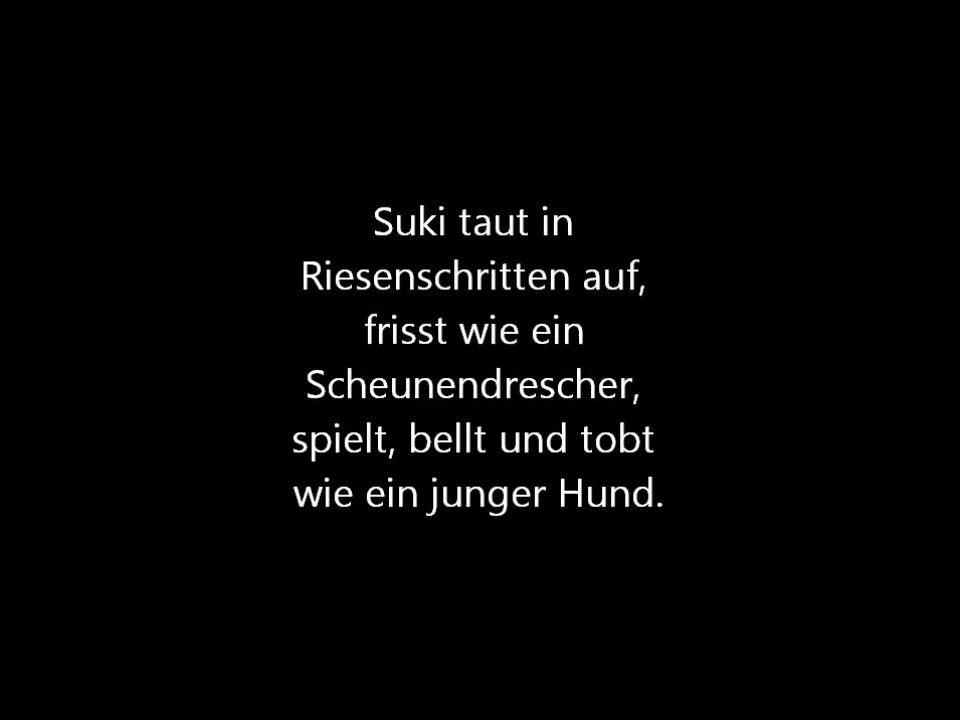 Suki taut in
Riesenschritten auf,
frisst wie ein
Scheunendrescher,
spielt, bellt und tobt
wie ein junger Hund.